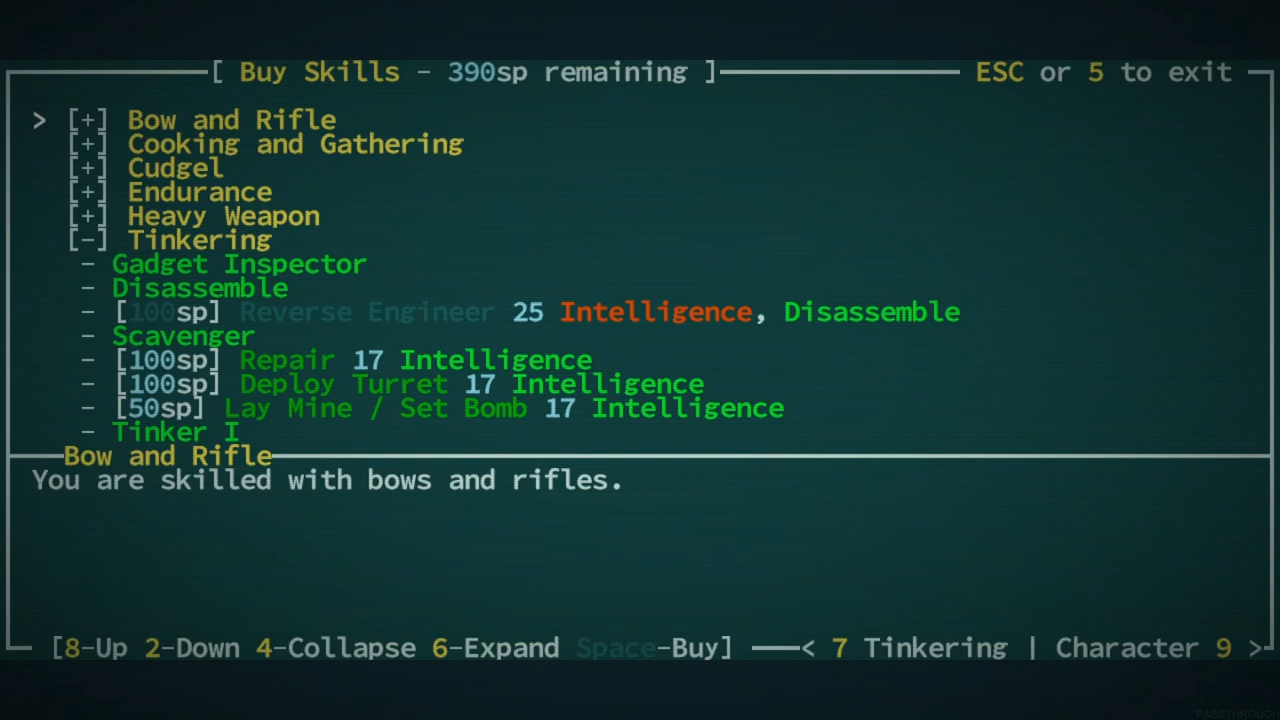 [ Buy Skills - 390sp remaining ] ESC or 5 to exit
> [+] Bow and Rifle
[+] Cooking and Gathering
[+] Cudgel
[+] Endurance
[+] Heavy Weapon
[-] Tinkering
- Gadget Inspector
- Disassemble
- [100sp] Reverse Engineer 25 Intelligence, Disassemble
- Scavenger
- [100sp] Repair 17 Intelligence
- [100sp] Deploy Turret 17 Intelligence
- [50sp] Lay Mine / Set Bomb 17 Intelligence
- Tinker I
Bow and Rifle
You are skilled with bows and rifles.
[8-Up 2-Down 4-Collapse 6-Expand Space-Buy] < 7 Tinkering | Character 9 >